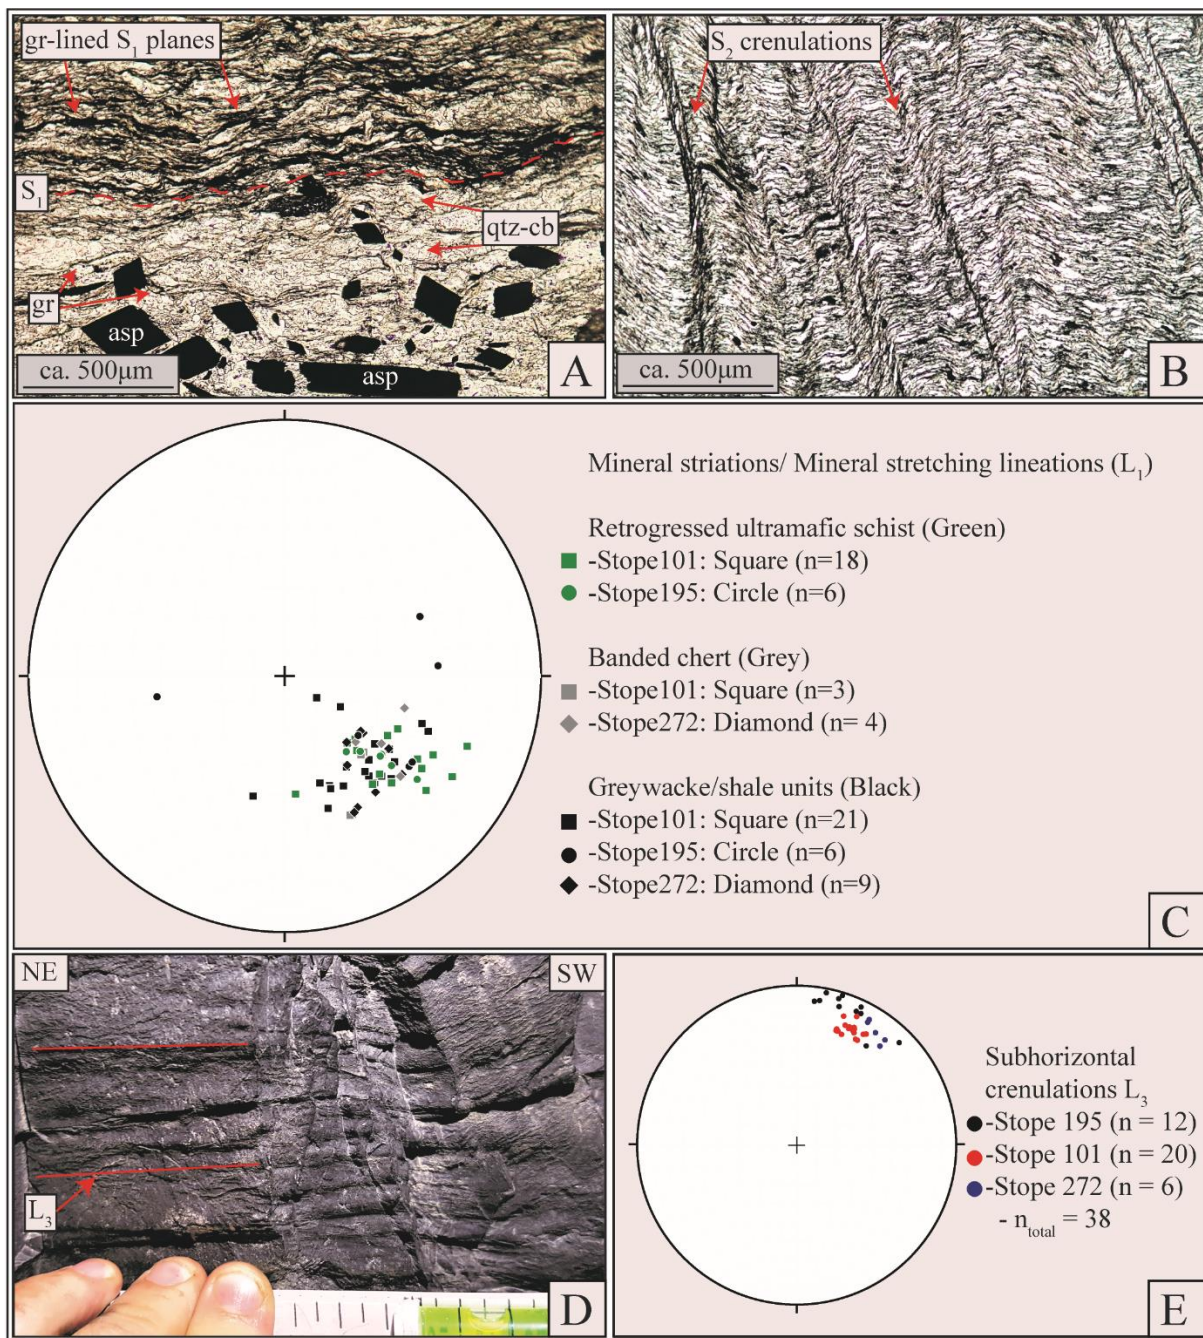 gr-lined S₁ planes
S₁
qtz-cb
gr
asp
asp
ca. 500μm
A
S₂ crenulations
ca. 500μm
B
Mineral striations/ Mineral stretching lineations (L₁)
Retrogressed ultramafic schist (Green)
-Stope101: Square (n=18)
-Stope195: Circle (n=6)
Banded chert (Grey)
-Stope101: Square (n=3)
-Stope272: Diamond (n= 4)
Greywacke/shale units (Black)
-Stope101: Square (n=21)
-Stope195: Circle (n=6)
-Stope272: Diamond (n=9)
C
NE
SW
L₃
D
Subhorizontal
crenulations L₃
-Stope 195 (n = 12)
-Stope 101 (n = 20)
-Stope 272 (n = 6)
- n_total = 38
E